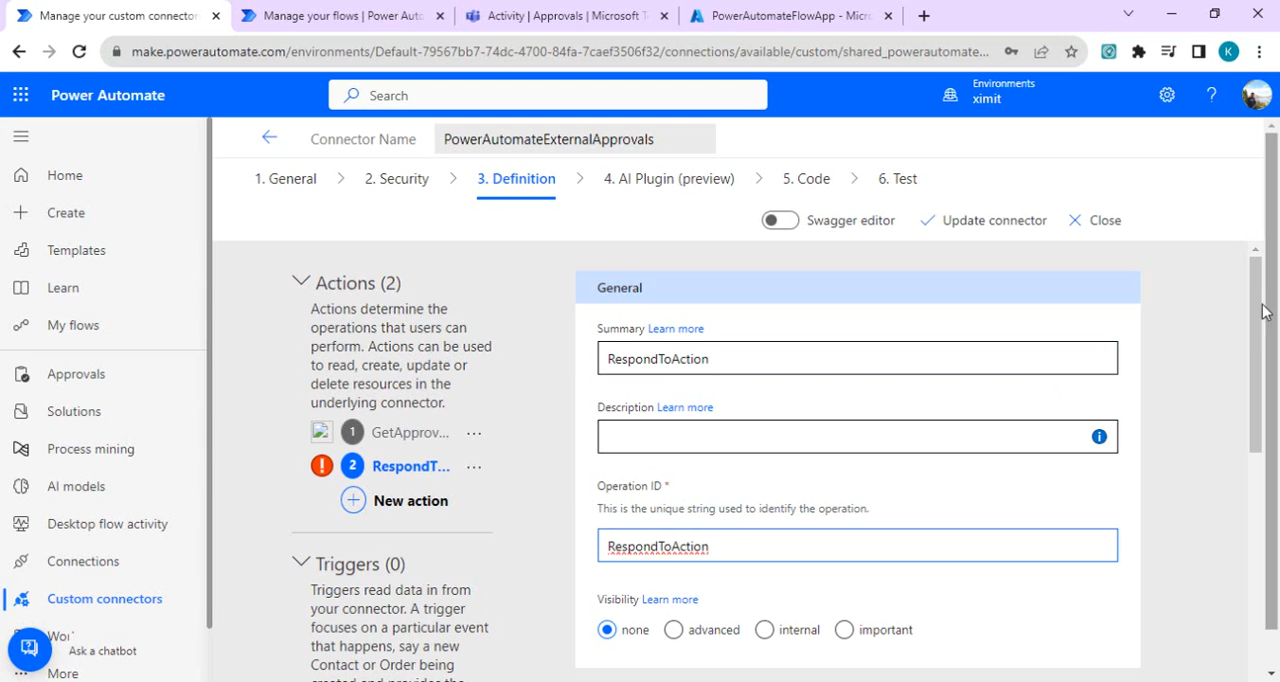 Manage your custom connector
Manage your flows | Power Auto
Activity | Approvals | Microsoft T
PowerAutomateFlowApp - Micr
make.powerautomate.com/environments/Default-79567bb7-74dc-4700-84fa-7caef3506f32/connections/available/custom/shared_powerautomate...
K
Power Automate
Search
Environments
ximit
Home
Create
Templates
Learn
My flows
Approvals
Solutions
Process mining
AI models
Desktop flow activity
Connections
Custom connectors
Ask a chatbot
More
Connector Name
PowerAutomateExternalApprovals
1. General
2. Security
3. Definition
4. AI Plugin (preview)
5. Code
6. Test
Swagger editor
Update connector
Close
Actions (2)
Actions determine the
operations that users can
perform. Actions can be used
to read, create, update or
delete resources in the
underlying connector.
1 GetApprov... ...
2 RespondT... ...
New action
Triggers (0)
Triggers read data in from
your connector. A trigger
focuses on a particular event
that happens, say a new
Contact or Order being
General
Summary Learn more
RespondToAction
Description Learn more
Operation ID *
This is the unique string used to identify the operation.
RespondToAction
Visibility Learn more
none
advanced
internal
important